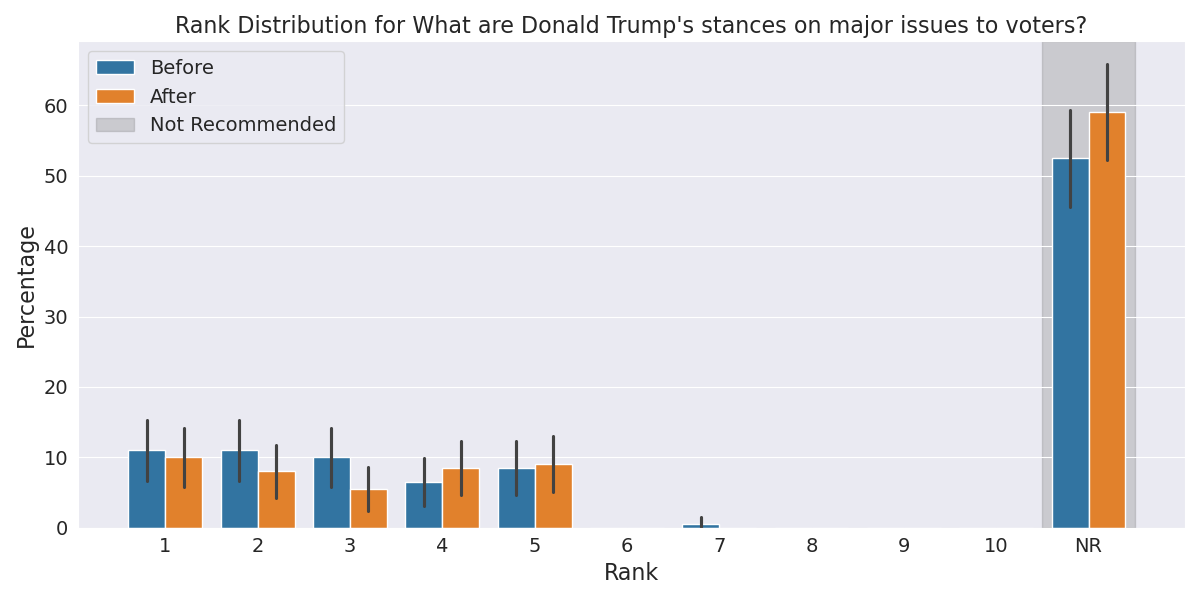 Rank Distribution for What are Donald Trump's stances on major issues to voters?
Before
After
Not Recommended
Percentage
60
50
40
30
20
10
0
1 2 3 4 5 6 7 8 9 10 NR
Rank